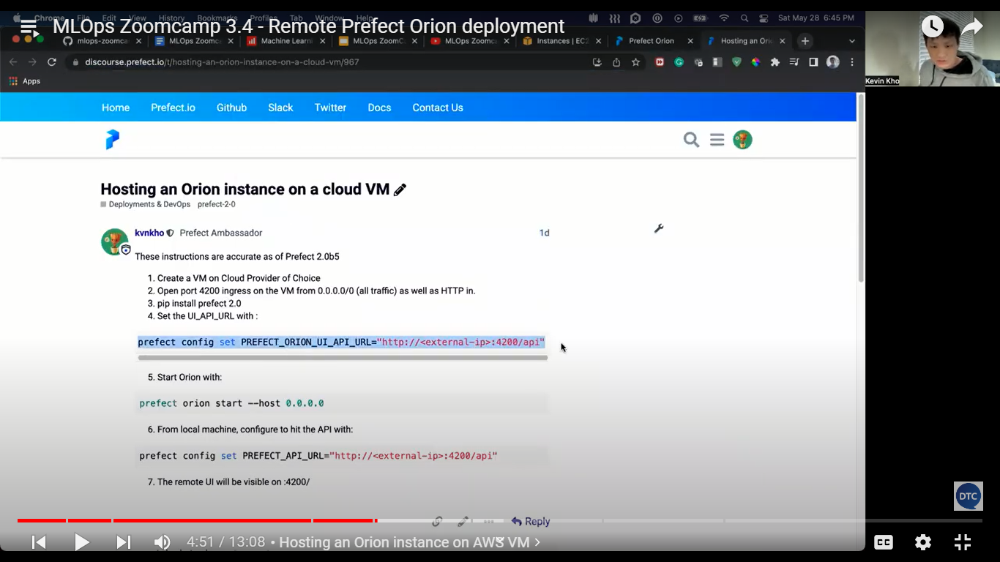 Chrome File Edit View History Bookmarks Profiles Tab Window Help
Sat May 28 6:45 PM
MLOps Zoomcamp 3.4 - Remote Prefect Orion deployment
mlops-zoomca
MLOps Zoomc
Machine Learni
MLOps ZoomC
MLOps Zoomc
Instances | EC2
Prefect Orion
Hosting an Ori
discourse.prefect.io/t/hosting-an-orion-instance-on-a-cloud-vm/967
Apps
Kevin Kho
Home Prefect.io Github Slack Twitter Docs Contact Us
Hosting an Orion instance on a cloud VM
Deployments & DevOps prefect-2-0
kvnkho Prefect Ambassador 1d
These instructions are accurate as of Prefect 2.0b5
1. Create a VM on Cloud Provider of Choice
2. Open port 4200 ingress on the VM from 0.0.0.0/0 (all traffic) as well as HTTP in.
3. pip install prefect 2.0
4. Set the UI_API_URL with :
prefect config set PREFECT_ORION_UI_API_URL="http://<external-ip>:4200/api"
5. Start Orion with:
prefect orion start --host 0.0.0.0
6. From local machine, configure to hit the API with:
prefect config set PREFECT_API_URL="http://<external-ip>:4200/api"
7. The remote UI will be visible on :4200/
DTC
Reply
4:51 / 13:08 • Hosting an Orion instance on AWS VM
CC